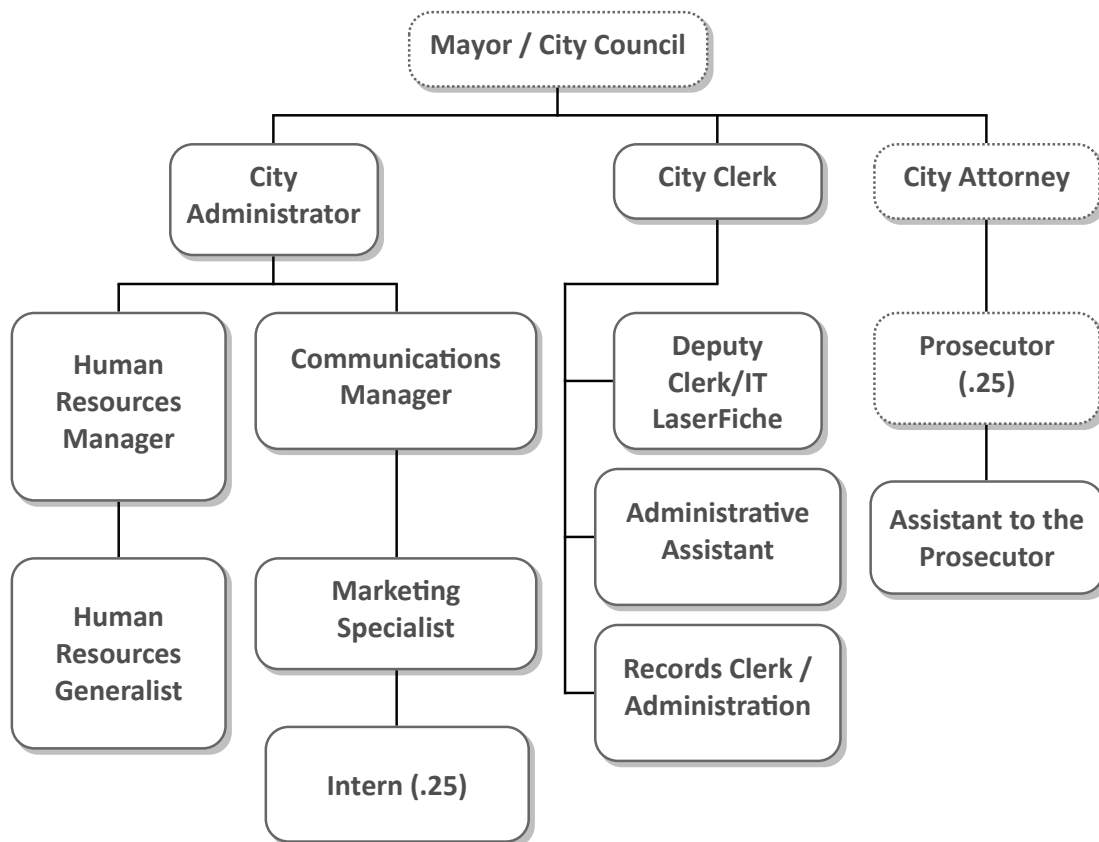 Mayor / City Council
City
Administrator
City Clerk
City Attorney
Human
Resources
Manager
Communications
Manager
Deputy
Clerk/IT
LaserFiche
Prosecutor
(.25)
Administrative
Assistant
Assistant to the
Prosecutor
Human
Resources
Generalist
Marketing
Specialist
Records Clerk /
Administration
Intern (.25)